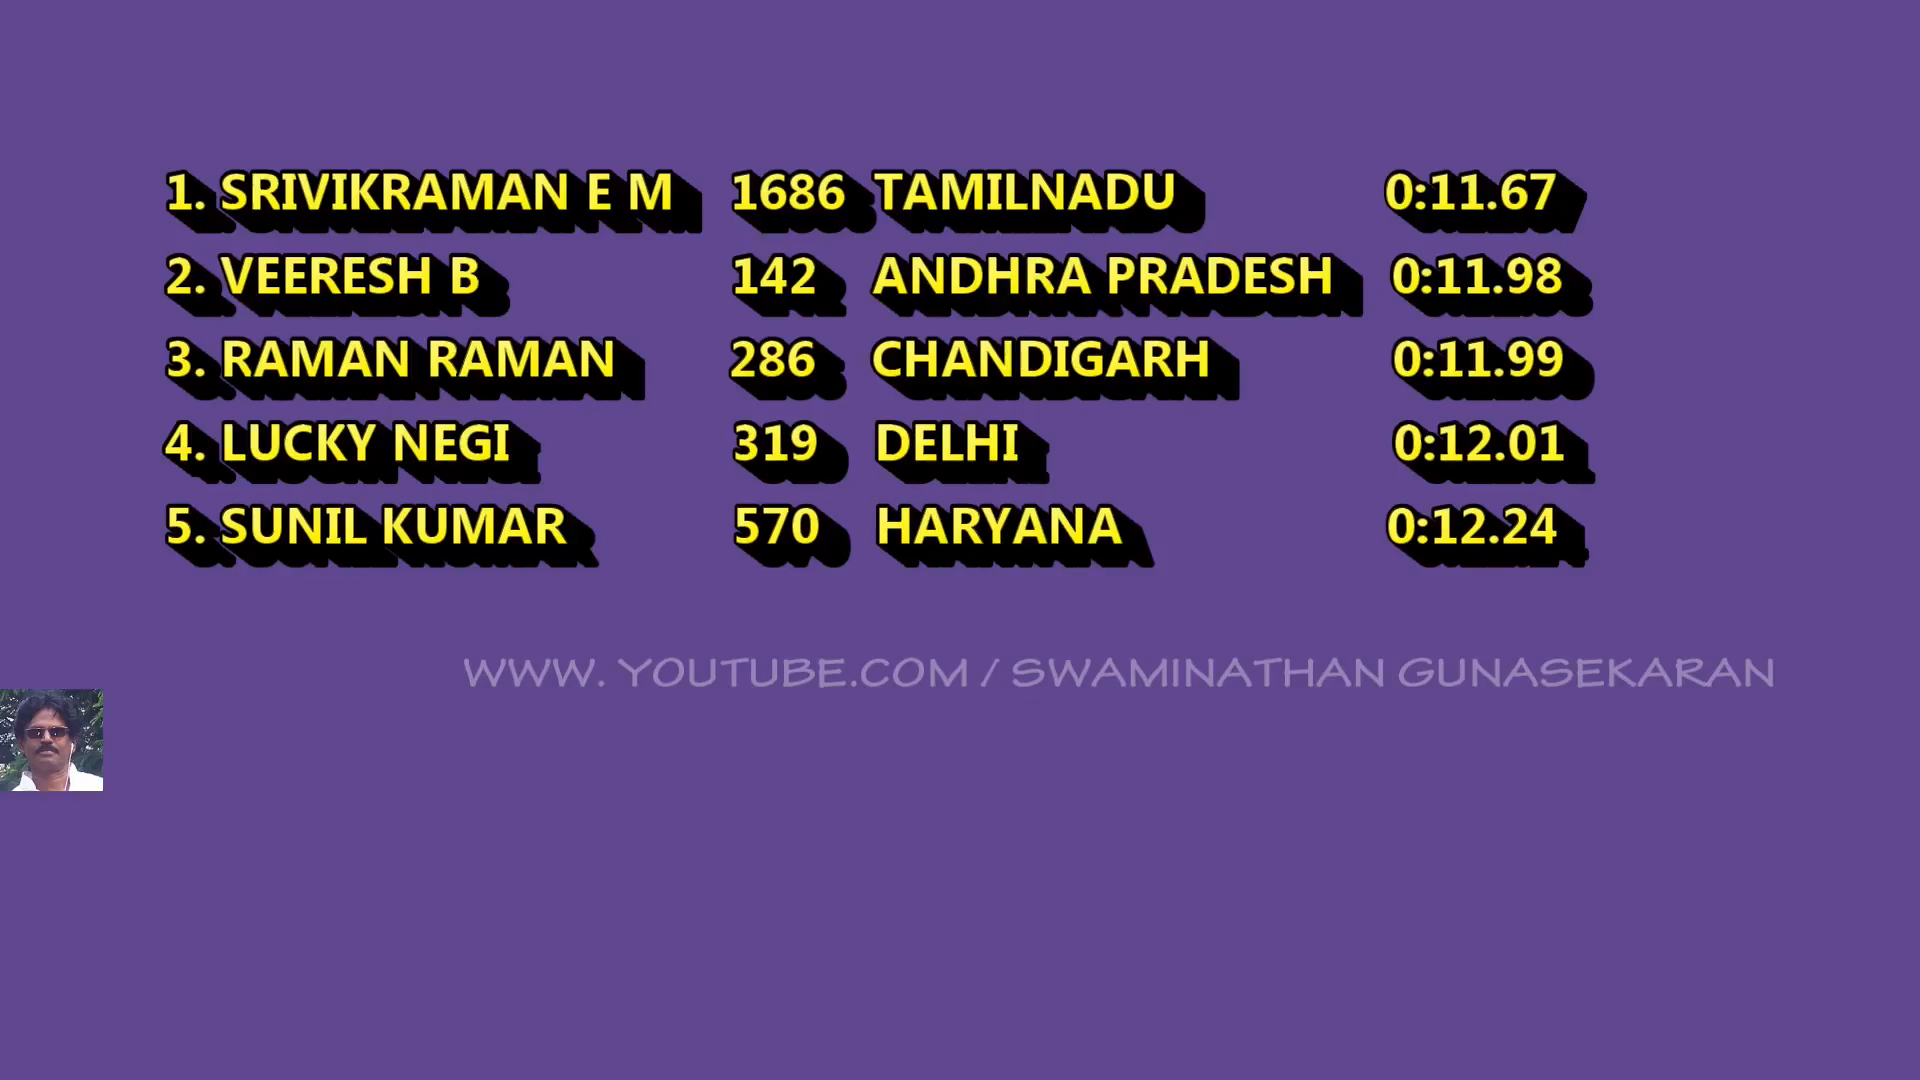 1. SRIVIKRAMAN E M 1686 TAMILNADU 0:11.67
2. VEERESH B 142 ANDHRA PRADESH 0:11.98
3. RAMAN RAMAN 286 CHANDIGARH 0:11.99
4. LUCKY NEGI 319 DELHI 0:12.01
5. SUNIL KUMAR 570 HARYANA 0:12.24
WWW. YOUTUBE.COM / SWAMINATHAN GUNASEKARAN